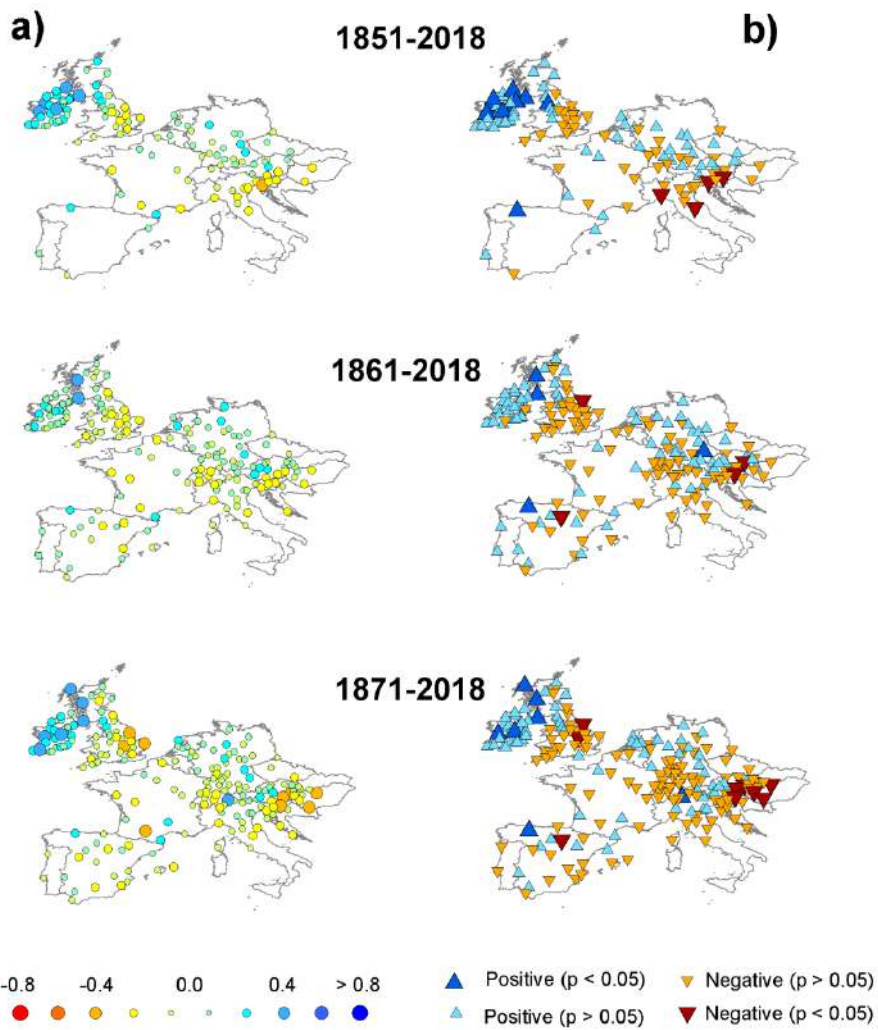 a)
1851-2018
b)
1861-2018
1871-2018
-0.8 -0.4 0.0 0.4 > 0.8
Positive (p < 0.05) Negative (p > 0.05)
Positive (p > 0.05) Negative (p < 0.05)